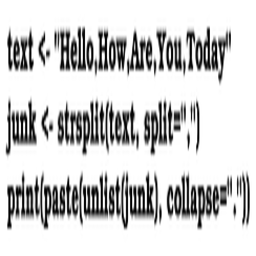 text <- "Hello,How,Are,You,Today"
junk <- strsplit(text, split=",")
print(paste(unlist(junk), collapse="."))